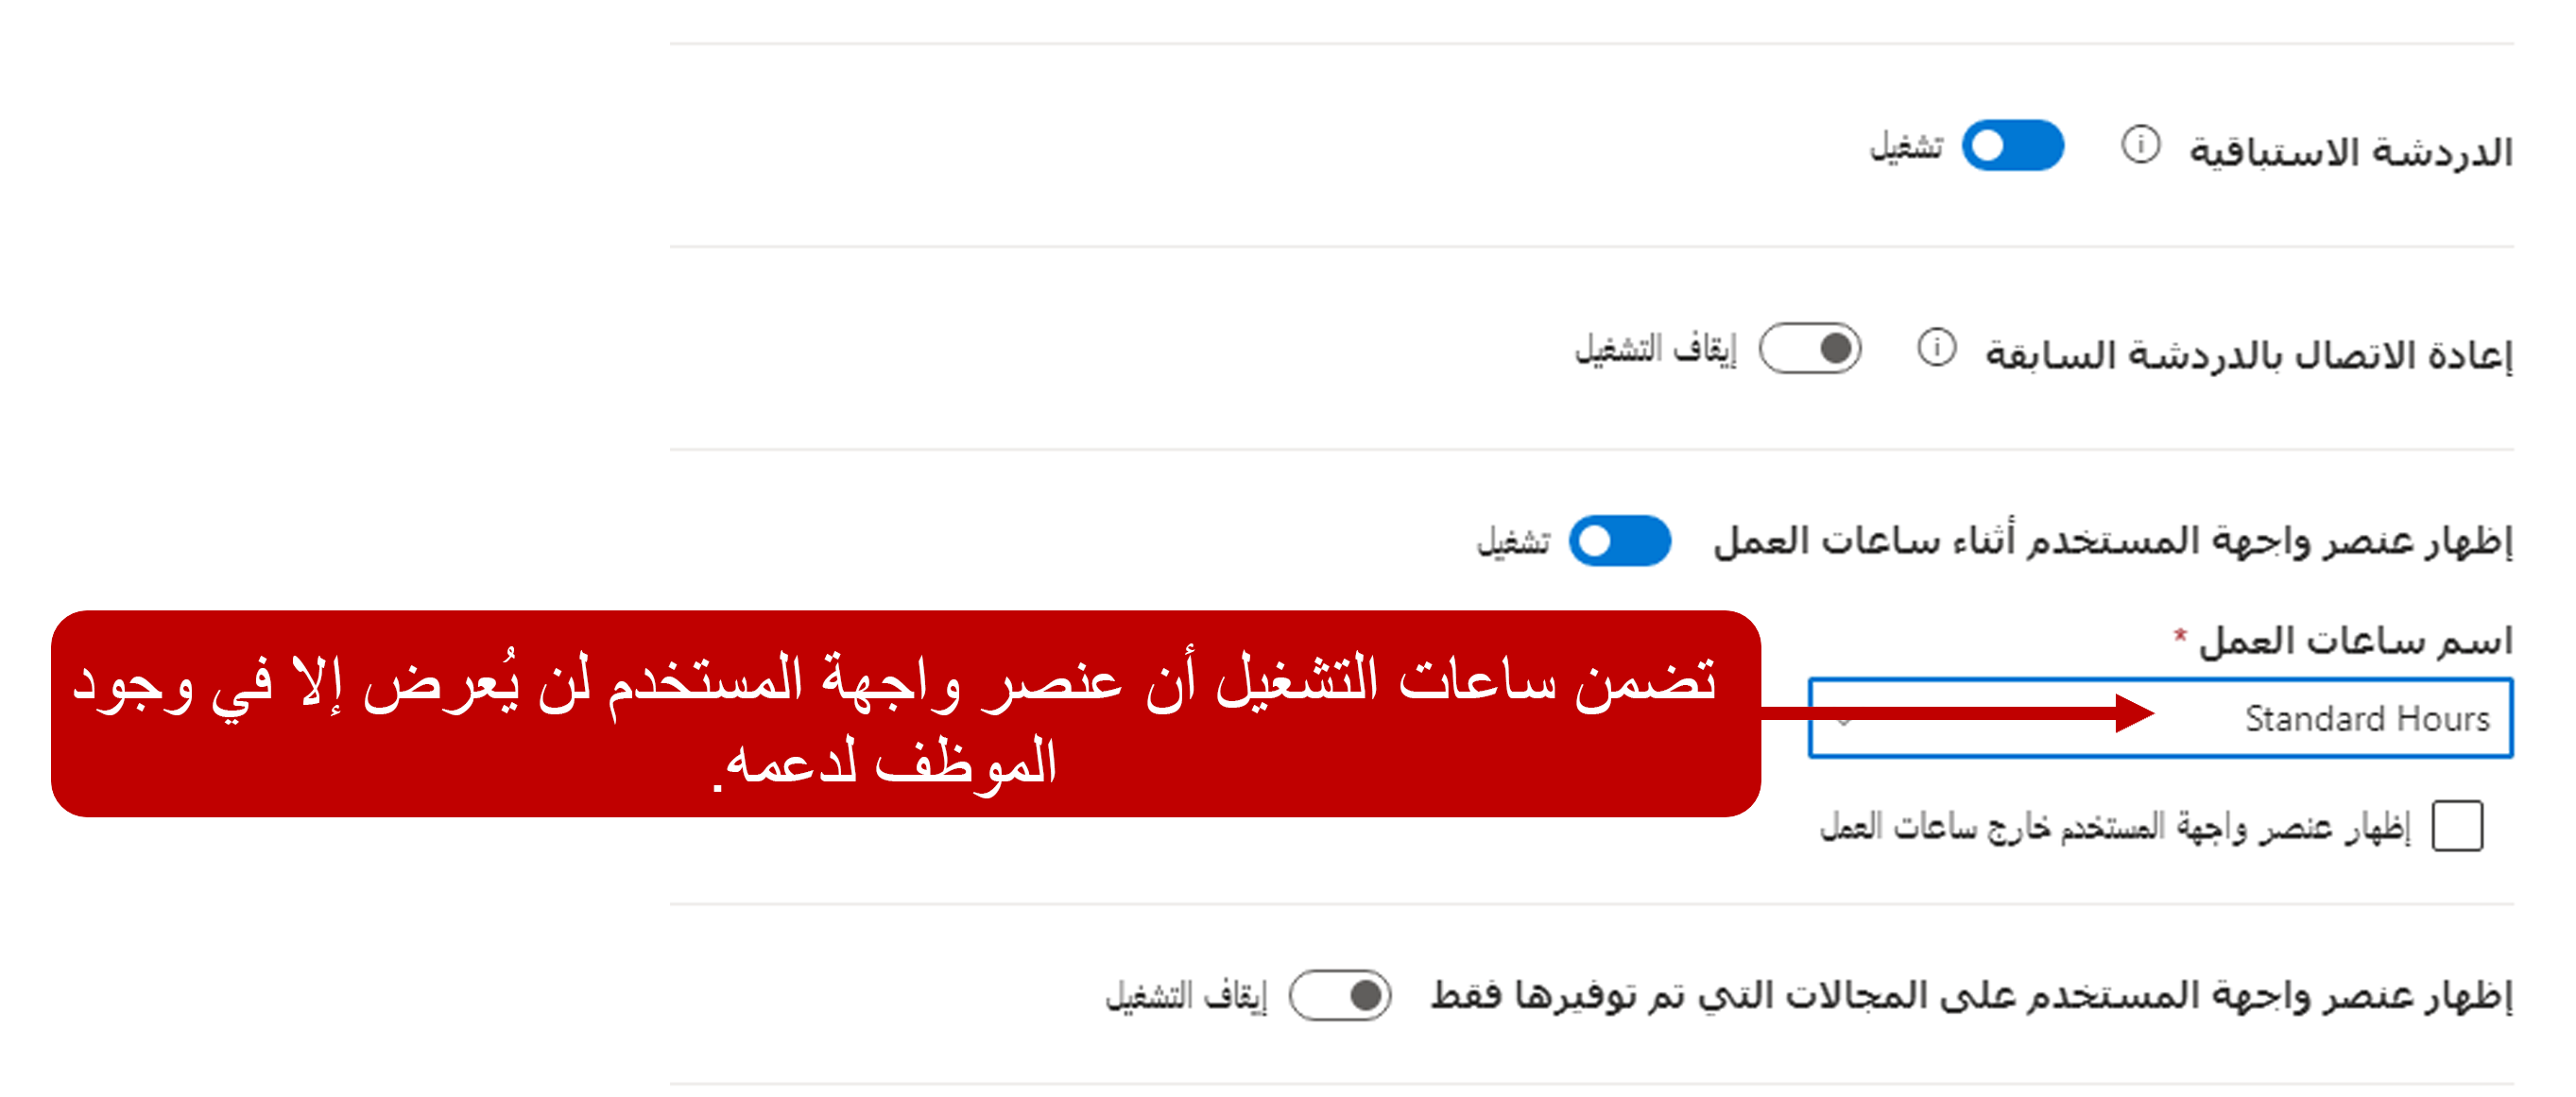 الدردشة الاستباقية تشغيل
إعادة الاتصال بالدردشة السابقة إيقاف التشغيل
إظهار عنصر واجهة المستخدم أثناء ساعات العمل تشغيل
اسم ساعات العمل *
Standard Hours
تضمن ساعات التشغيل أن عنصر واجهة المستخدم لن يُعرض إلا في وجود
الموظف لدعمه.
إظهار عنصر واجهة المستخدم خارج ساعات العمل
إظهار عنصر واجهة المستخدم على المجالات التي تم توفيرها فقط إيقاف التشغيل